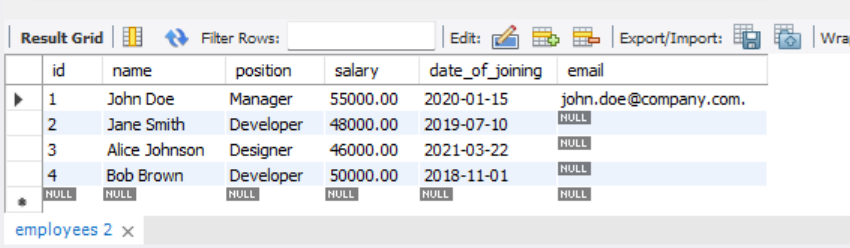 Result Grid Filter Rows: Edit: Export/Import: Wra
id name position salary date_of_joining email
1 John Doe Manager 55000.00 2020-01-15 john.doe@company.com.
2 Jane Smith Developer 48000.00 2019-07-10 NULL
3 Alice Johnson Designer 46000.00 2021-03-22 NULL
4 Bob Brown Developer 50000.00 2018-11-01 NULL
NULL NULL NULL NULL NULL NULL
employees 2